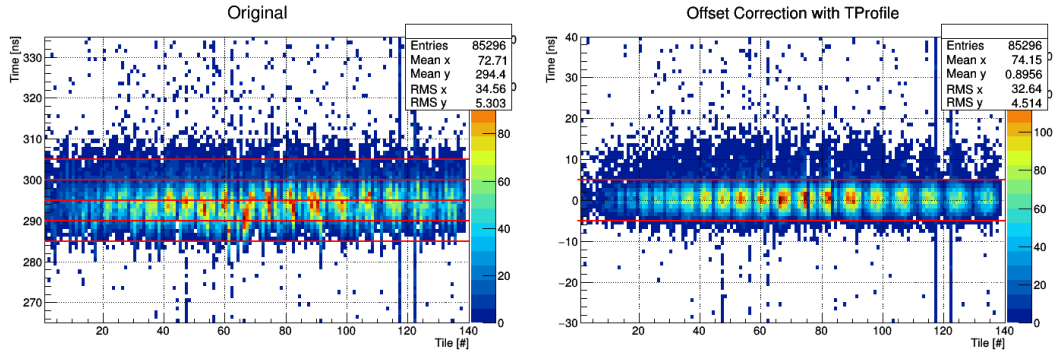 Original
Time [ns]
Entries 85296
Mean x 72.71
Mean y 294.4
RMS x 34.56
RMS y 5.303
330
320
310
300
290
280
270
20 40 60 80 100 120 140
Tile [#]
80
60
40
20
0
Offset Correction with TProfile
Time [ns]
Entries 85296
Mean x 74.15
Mean y 0.8956
RMS x 32.64
RMS y 4.514
40
30
20
10
0
−10
−20
−30
20 40 60 80 100 120 140
Tile [#]
100
80
60
40
20
0